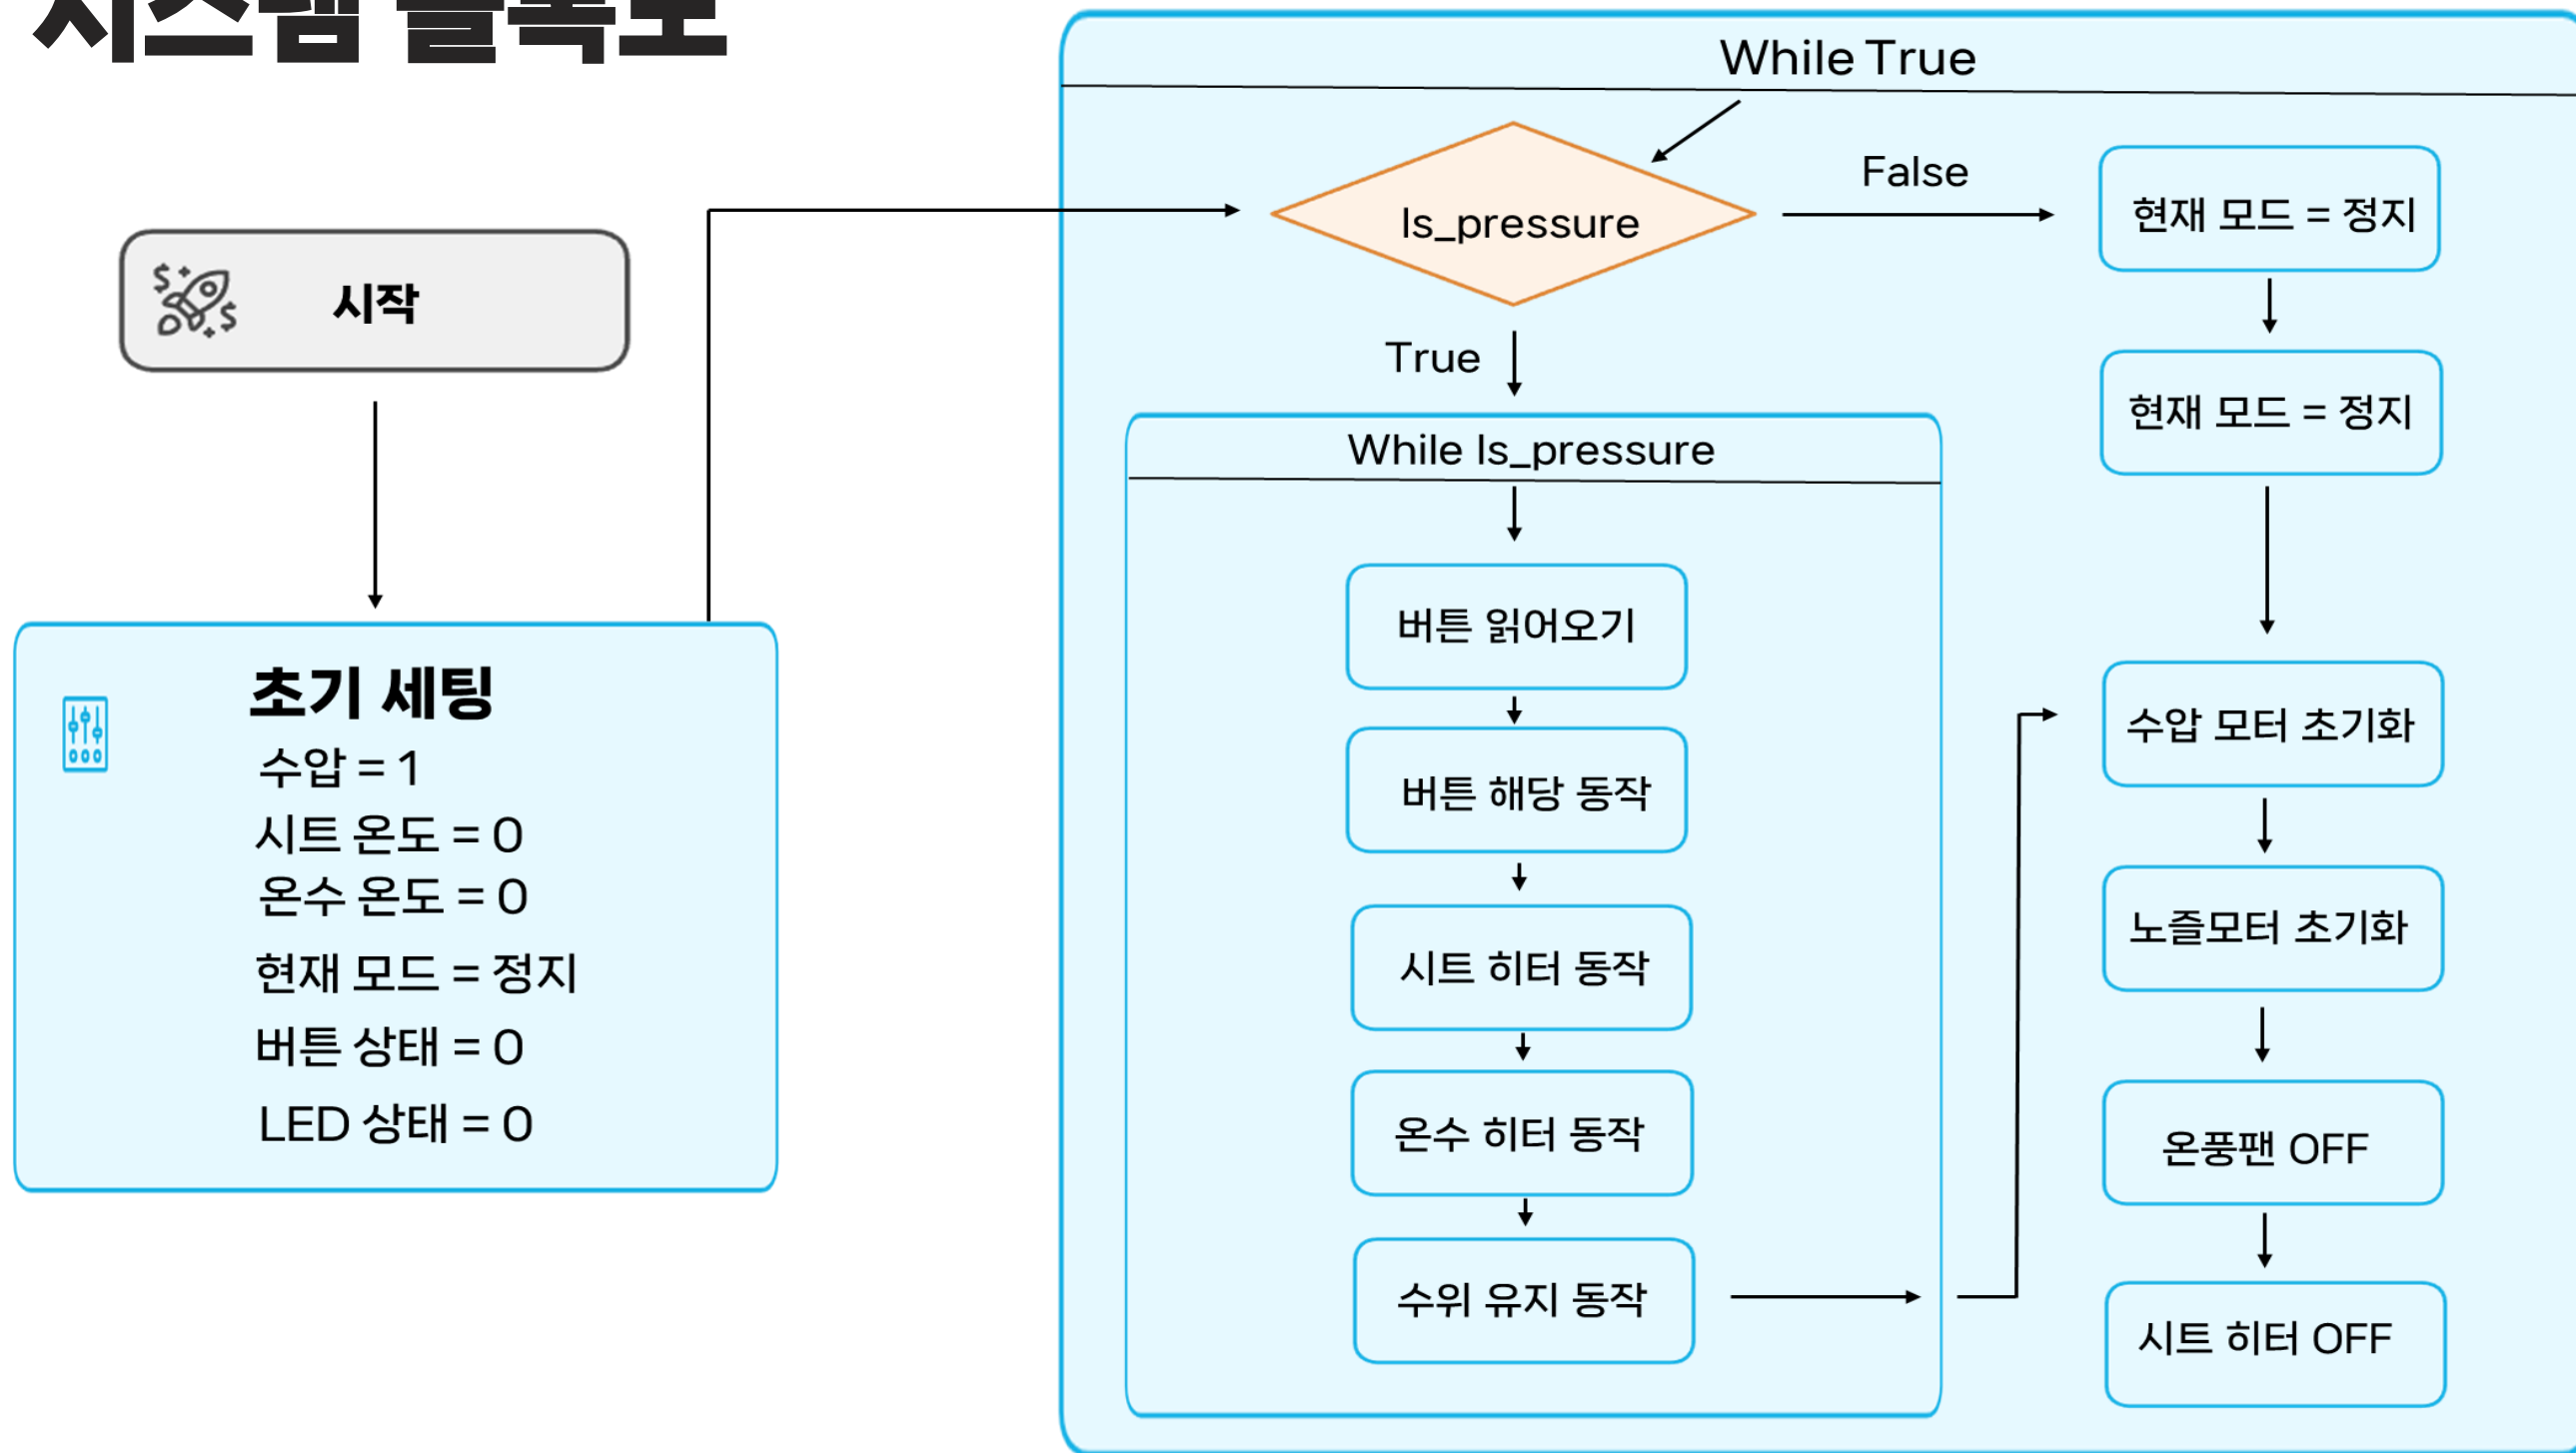 시작
초기 세팅
수압 = 1
시트 온도 = 0
온수 온도 = 0
현재 모드 = 정지
버튼 상태 = 0
LED 상태 = 0
While True
Is_pressure
False
True
While Is_pressure
버튼 읽어오기
버튼 해당 동작
시트 히터 동작
온수 히터 동작
수위 유지 동작
현재 모드 = 정지
현재 모드 = 정지
수압 모터 초기화
노즐모터 초기화
온풍팬 OFF
시트 히터 OFF